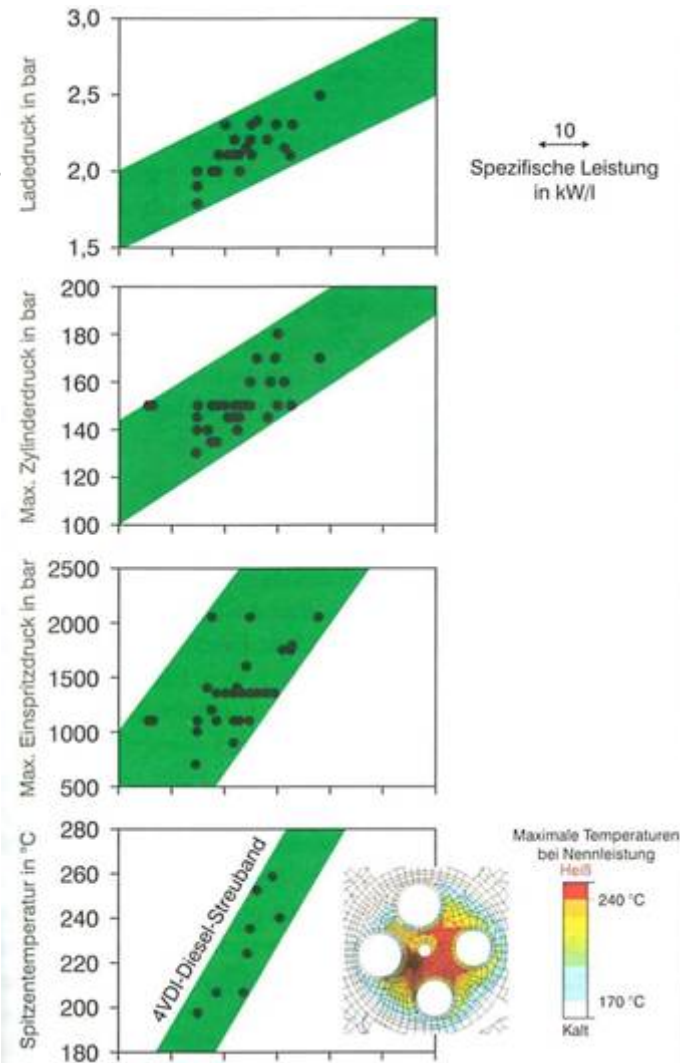 Ladedruck in bar
3,0
2,5
2,0
1,5
10
Spezifische Leistung
in kW/l
Max. Zylinderdruck in bar
200
180
160
140
120
100
Max. Einspritzdruck in bar
2500
2000
1500
1000
500
Spitzentemperatur in °C
280
260
240
220
200
180
4VDI-Diesel-Streuband
Maximale Temperaturen
bei Nennleistung
Heiß
240 °C
170 °C
Kalt